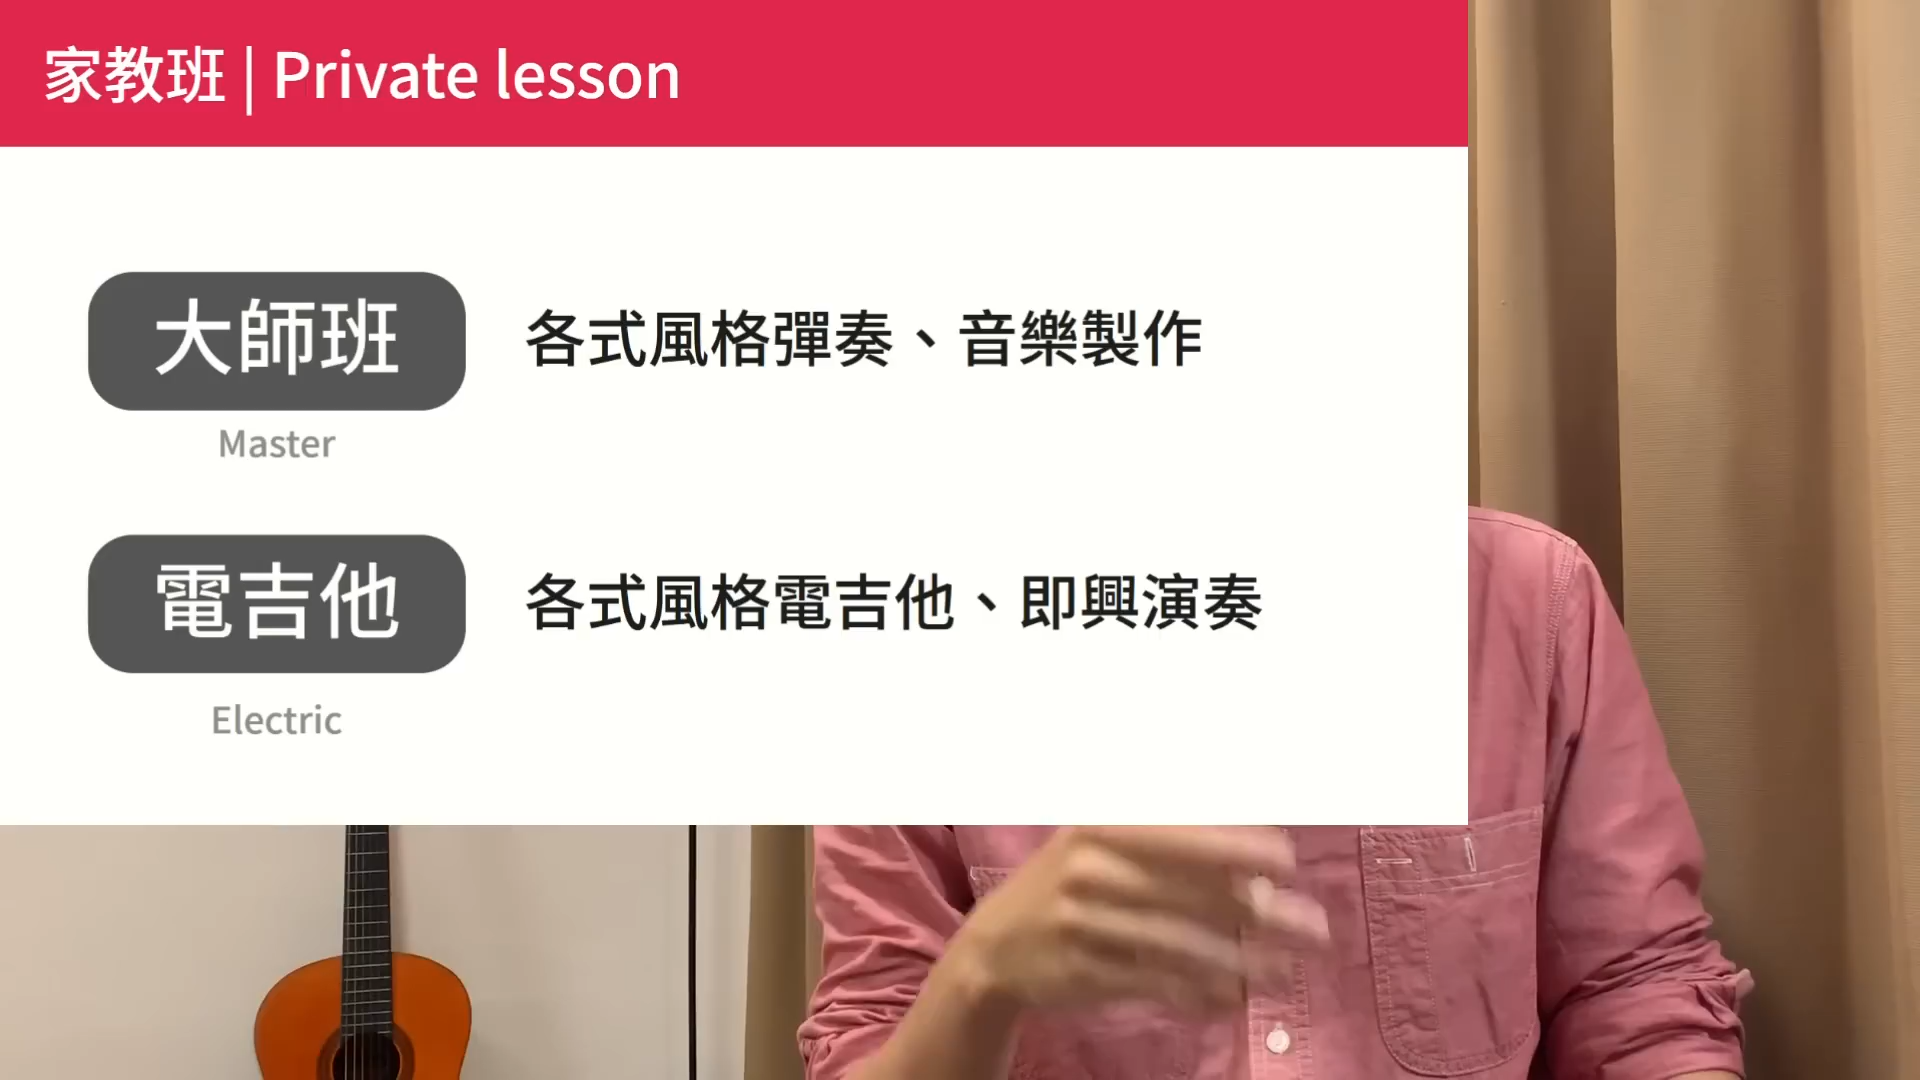 家教班 | Private lesson
大師班
各式風格彈奏、音樂製作
Master
電吉他
各式風格電吉他、即興演奏
Electric